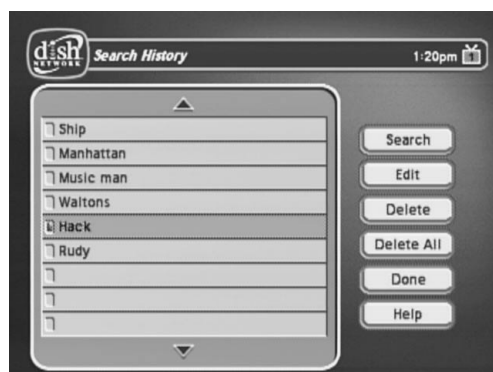 dish
NETWORK
Search History
1:20pm
1
Ship
Manhattan
Music man
Waltons
Hack
Rudy
Search
Edit
Delete
Delete All
Done
Help